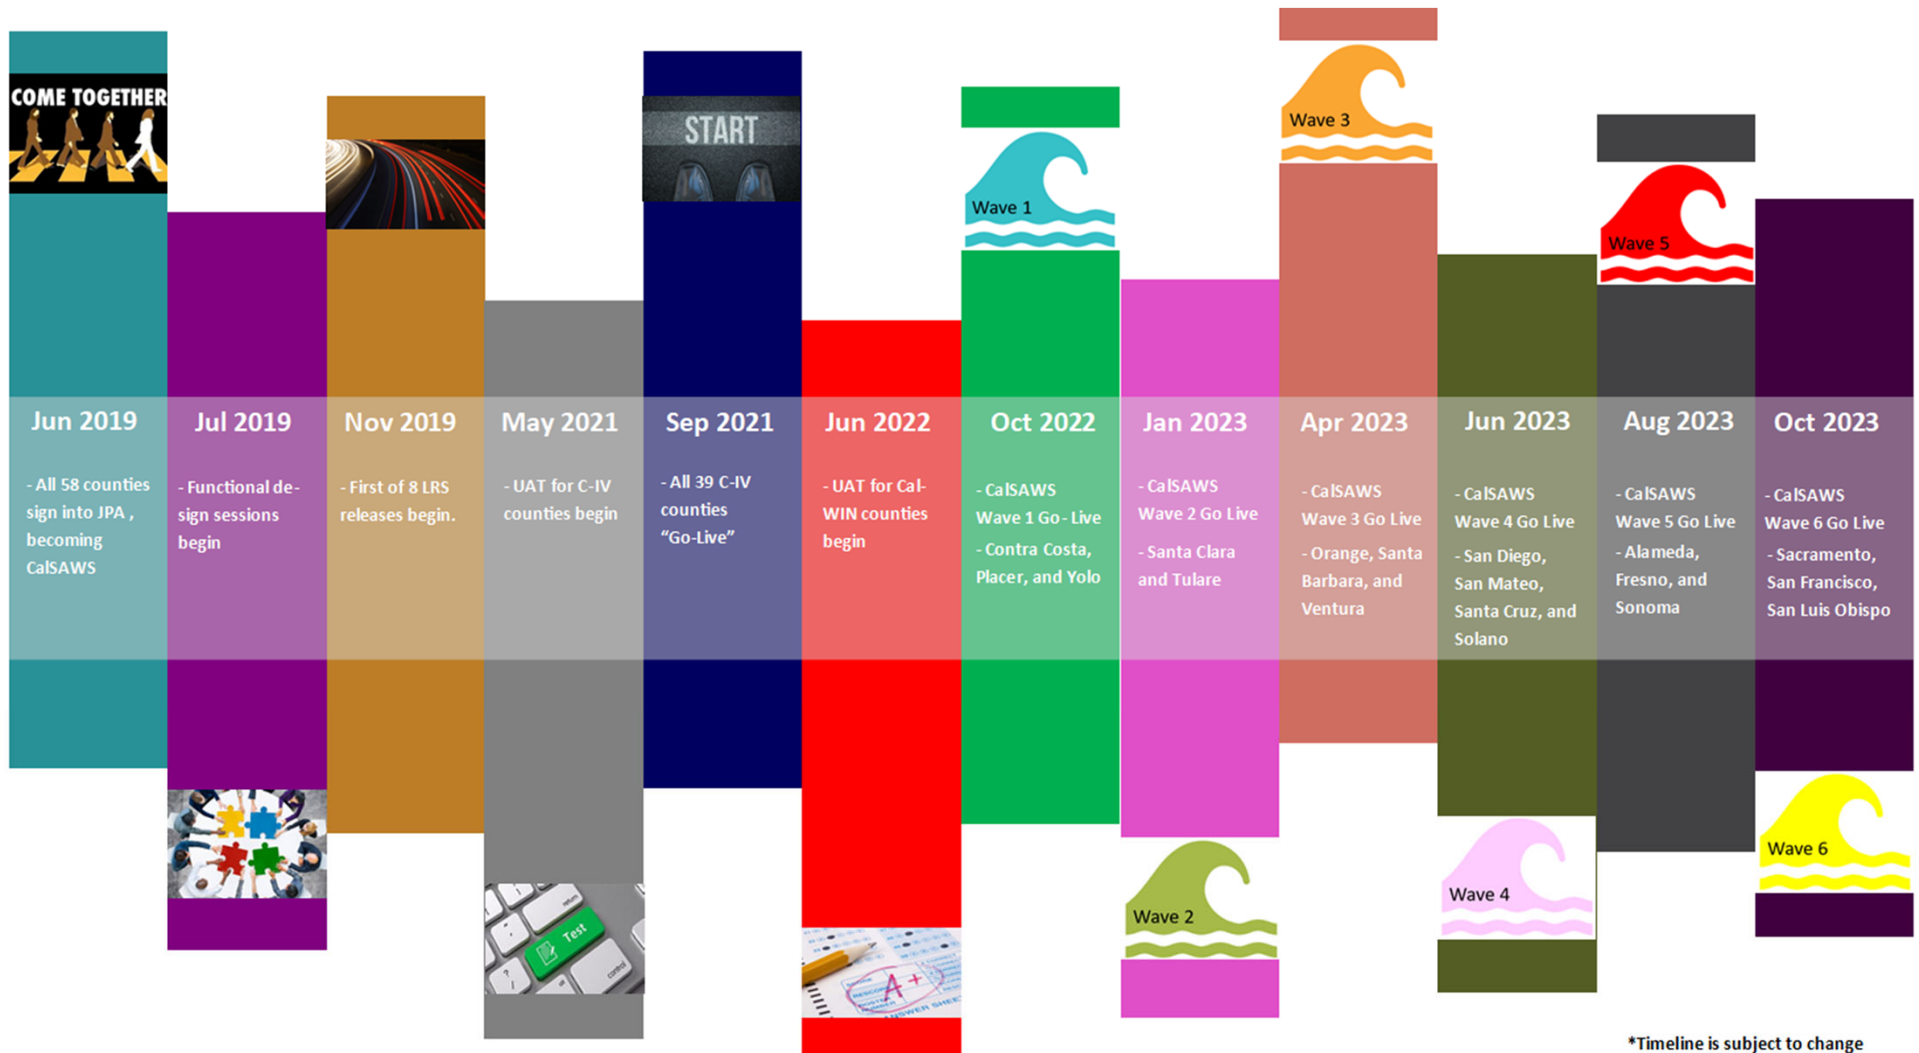 COME TOGETHER
Jun 2019
- All 58 counties
sign into JPA ,
becoming
CalSAWS
Jul 2019
- Functional de-
sign sessions
begin
Nov 2019
- First of 8 LRS
releases begin.
May 2021
- UAT for C-IV
counties begin
return
Test
control
START
Sep 2021
- All 39 C-IV
counties
“Go-Live”
Jun 2022
- UAT for Cal-
WIN counties
begin
A+
ANSWER SHEET
Wave 1
Oct 2022
- CalSAWS
Wave 1 Go - Live
- Contra Costa,
Placer, and Yolo
Jan 2023
- CalSAWS
Wave 2 Go Live
- Santa Clara
and Tulare
Wave 2
Wave 3
Apr 2023
- CalSAWS
Wave 3 Go Live
- Orange, Santa
Barbara, and
Ventura
Jun 2023
- CalSAWS
Wave 4 Go Live
- San Diego,
San Mateo,
Santa Cruz, and
Solano
Wave 4
Wave 5
Aug 2023
- CalSAWS
Wave 5 Go Live
- Alameda,
Fresno, and
Sonoma
Oct 2023
- CalSAWS
Wave 6 Go Live
- Sacramento,
San Francisco,
San Luis Obispo
Wave 6
*Timeline is subject to change